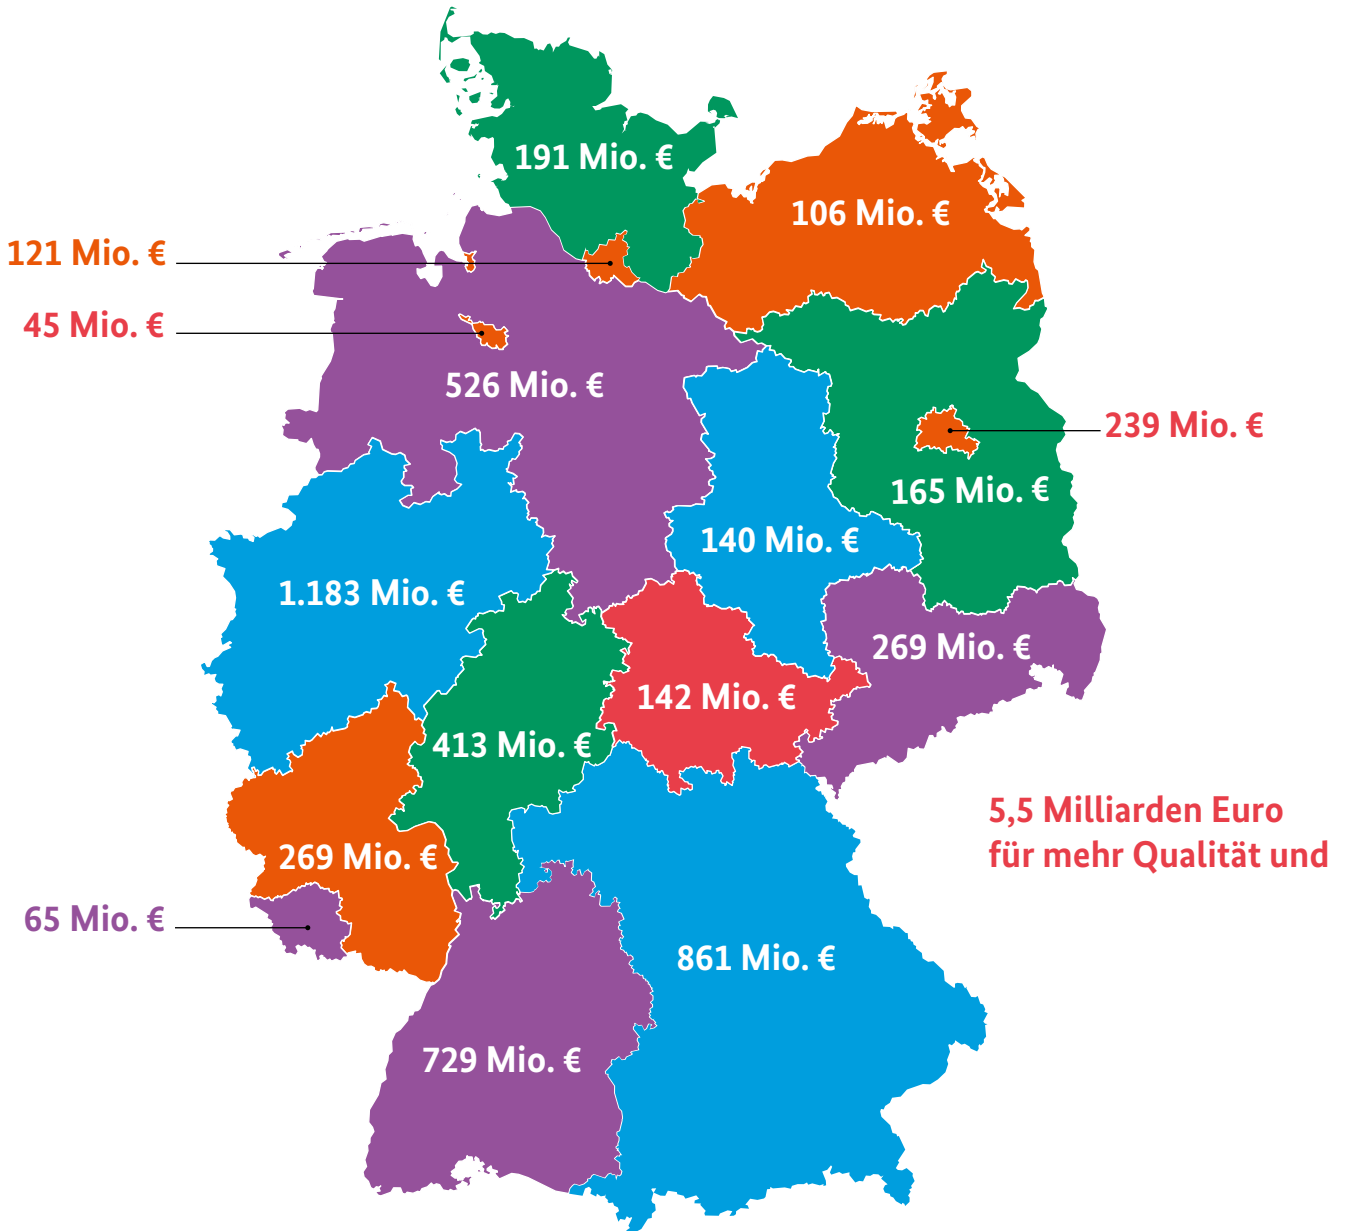 191 Mio. €
106 Mio. €
121 Mio. €
45 Mio. €
526 Mio. €
239 Mio. €
165 Mio. €
140 Mio. €
1.183 Mio. €
269 Mio. €
142 Mio. €
413 Mio. €
5,5 Milliarden Euro
für mehr Qualität und
269 Mio. €
65 Mio. €
861 Mio. €
729 Mio. €